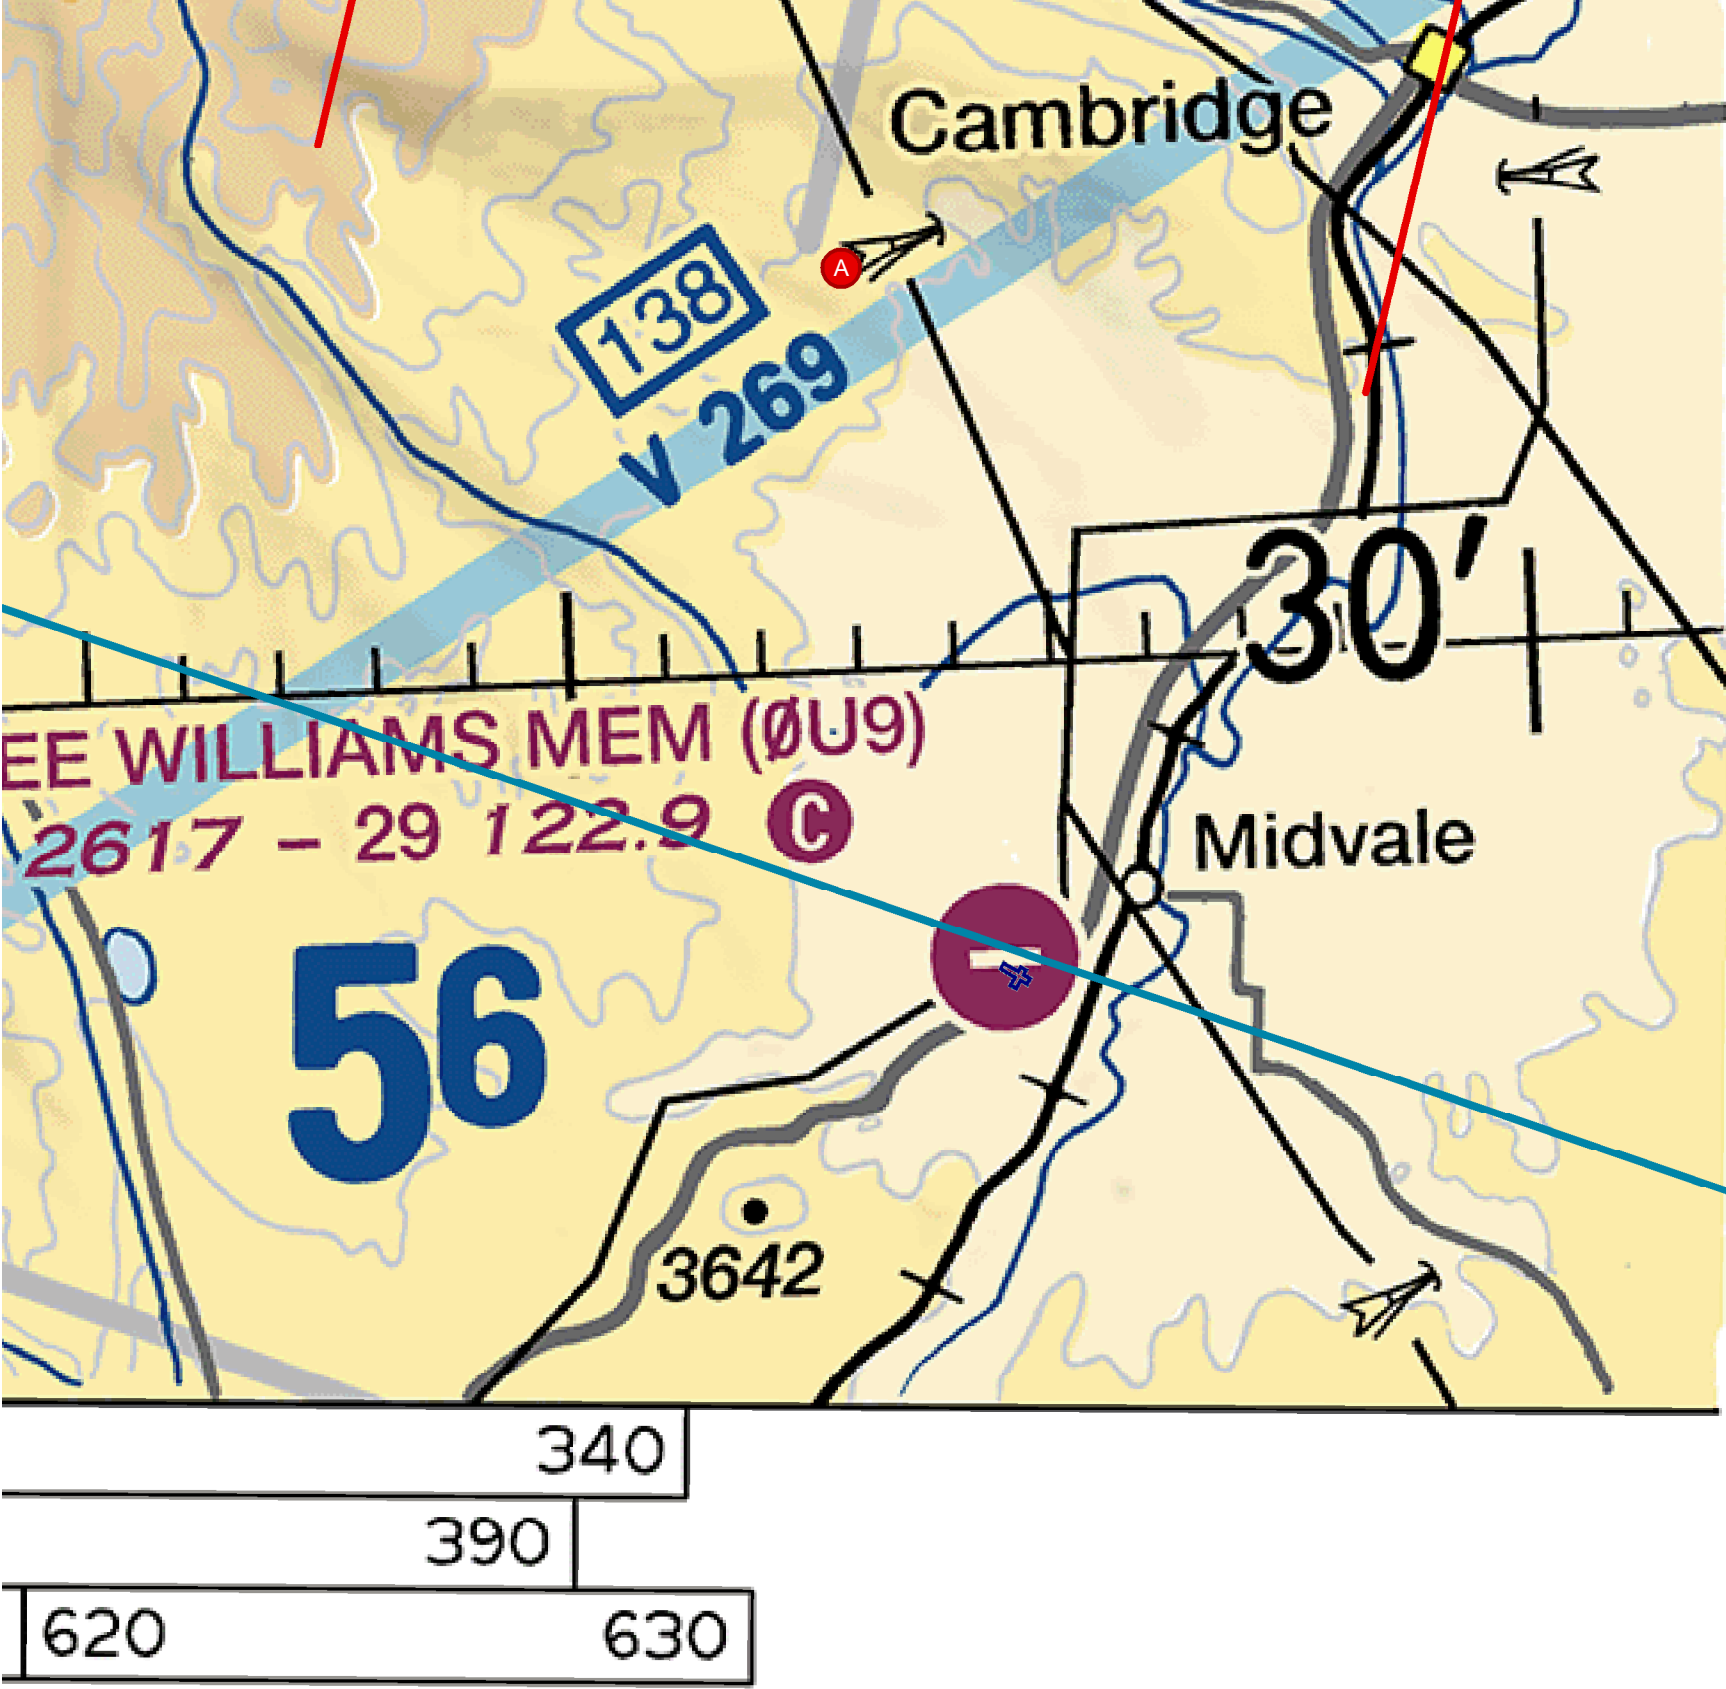 Cambridge
A
138
V 269
30'
EE WILLIAMS MEM (ØU9)
2617 – 29 122.9 C
Midvale
56
3642
340
390
620 630